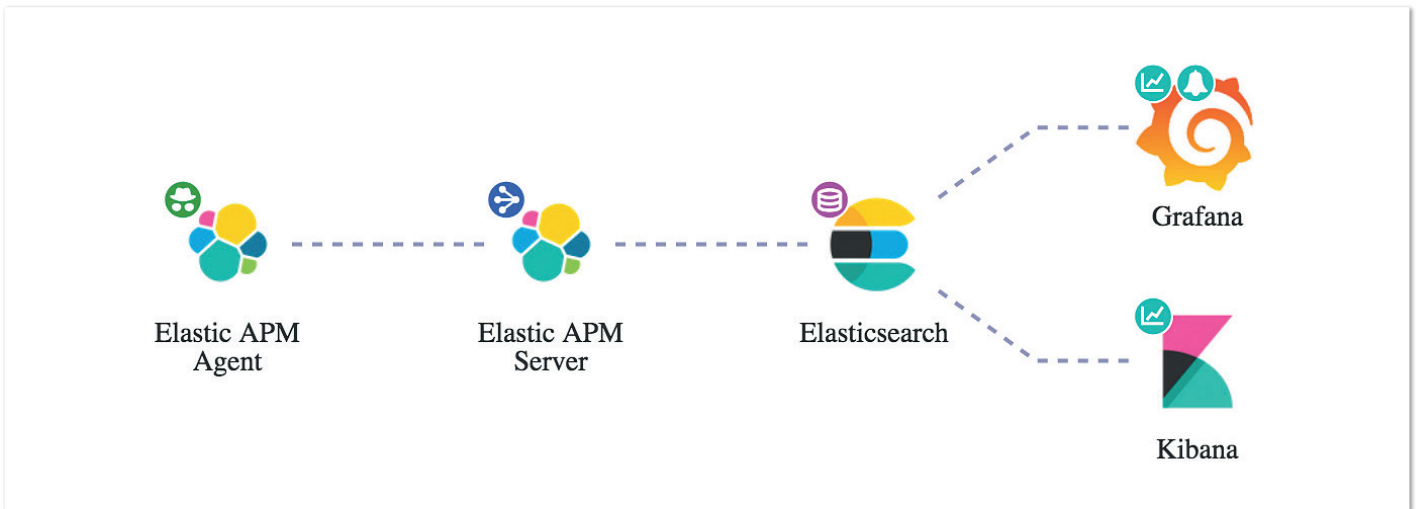 Grafana
Elastic APM
Agent
Elastic APM
Server
Elasticsearch
Kibana